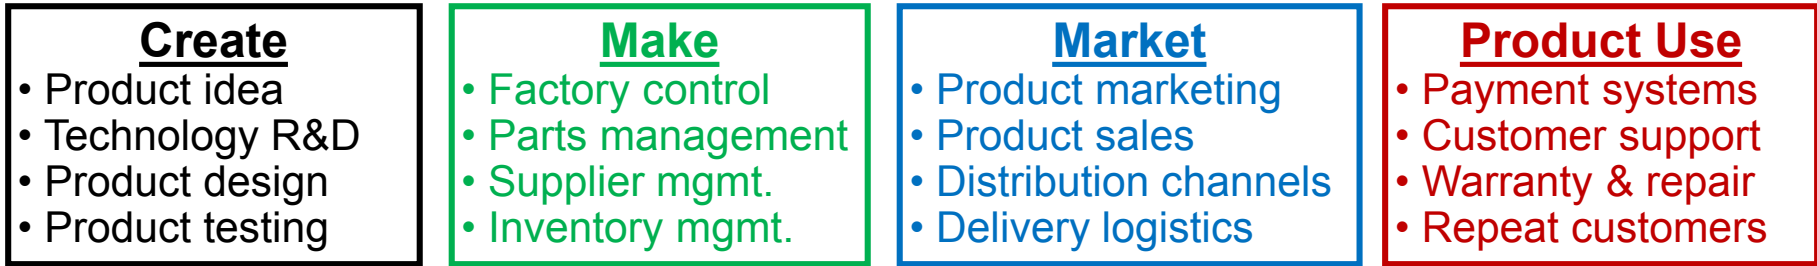 Create
• Product idea
• Technology R&D
• Product design
• Product testing
Make
• Factory control
• Parts management
• Supplier mgmt.
• Inventory mgmt.
Market
• Product marketing
• Product sales
• Distribution channels
• Delivery logistics
Product Use
• Payment systems
• Customer support
• Warranty & repair
• Repeat customers